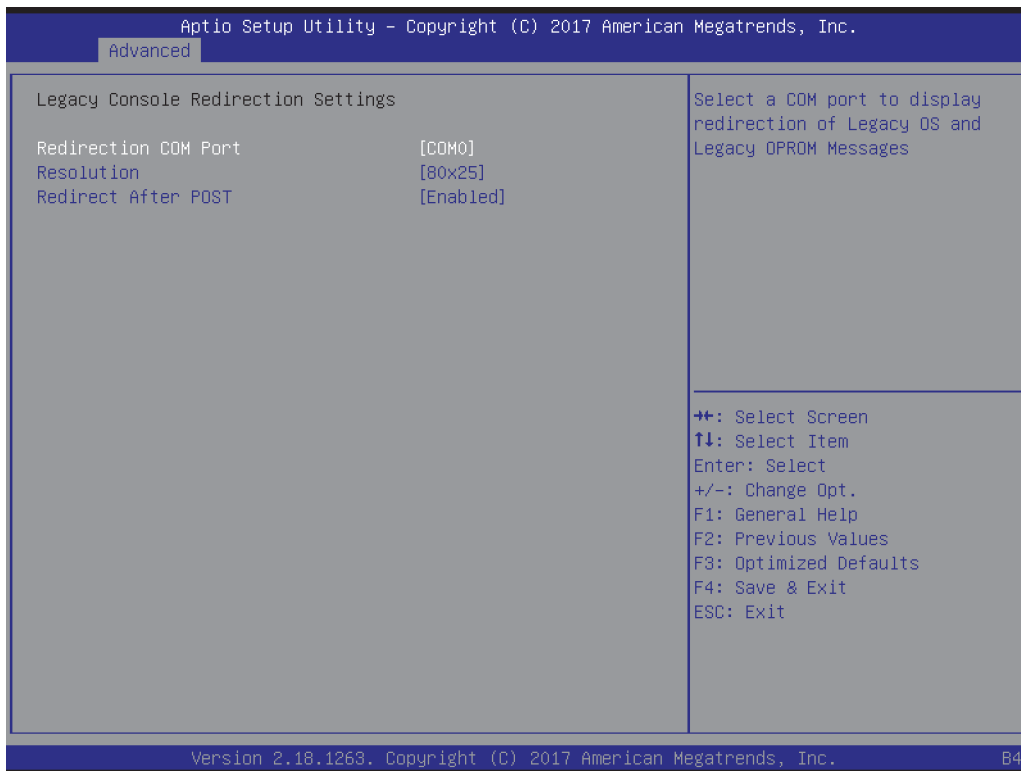 Aptio Setup Utility – Copyright (C) 2017 American Megatrends, Inc.
Advanced
Legacy Console Redirection Settings
Redirection COM Port [COM0]
Resolution [80x25]
Redirect After POST [Enabled]
Select a COM port to display
redirection of Legacy OS and
Legacy OPROM Messages
→←: Select Screen
↑↓: Select Item
Enter: Select
+/-: Change Opt.
F1: General Help
F2: Previous Values
F3: Optimized Defaults
F4: Save & Exit
ESC: Exit
Version 2.18.1263. Copyright (C) 2017 American Megatrends, Inc.
B4